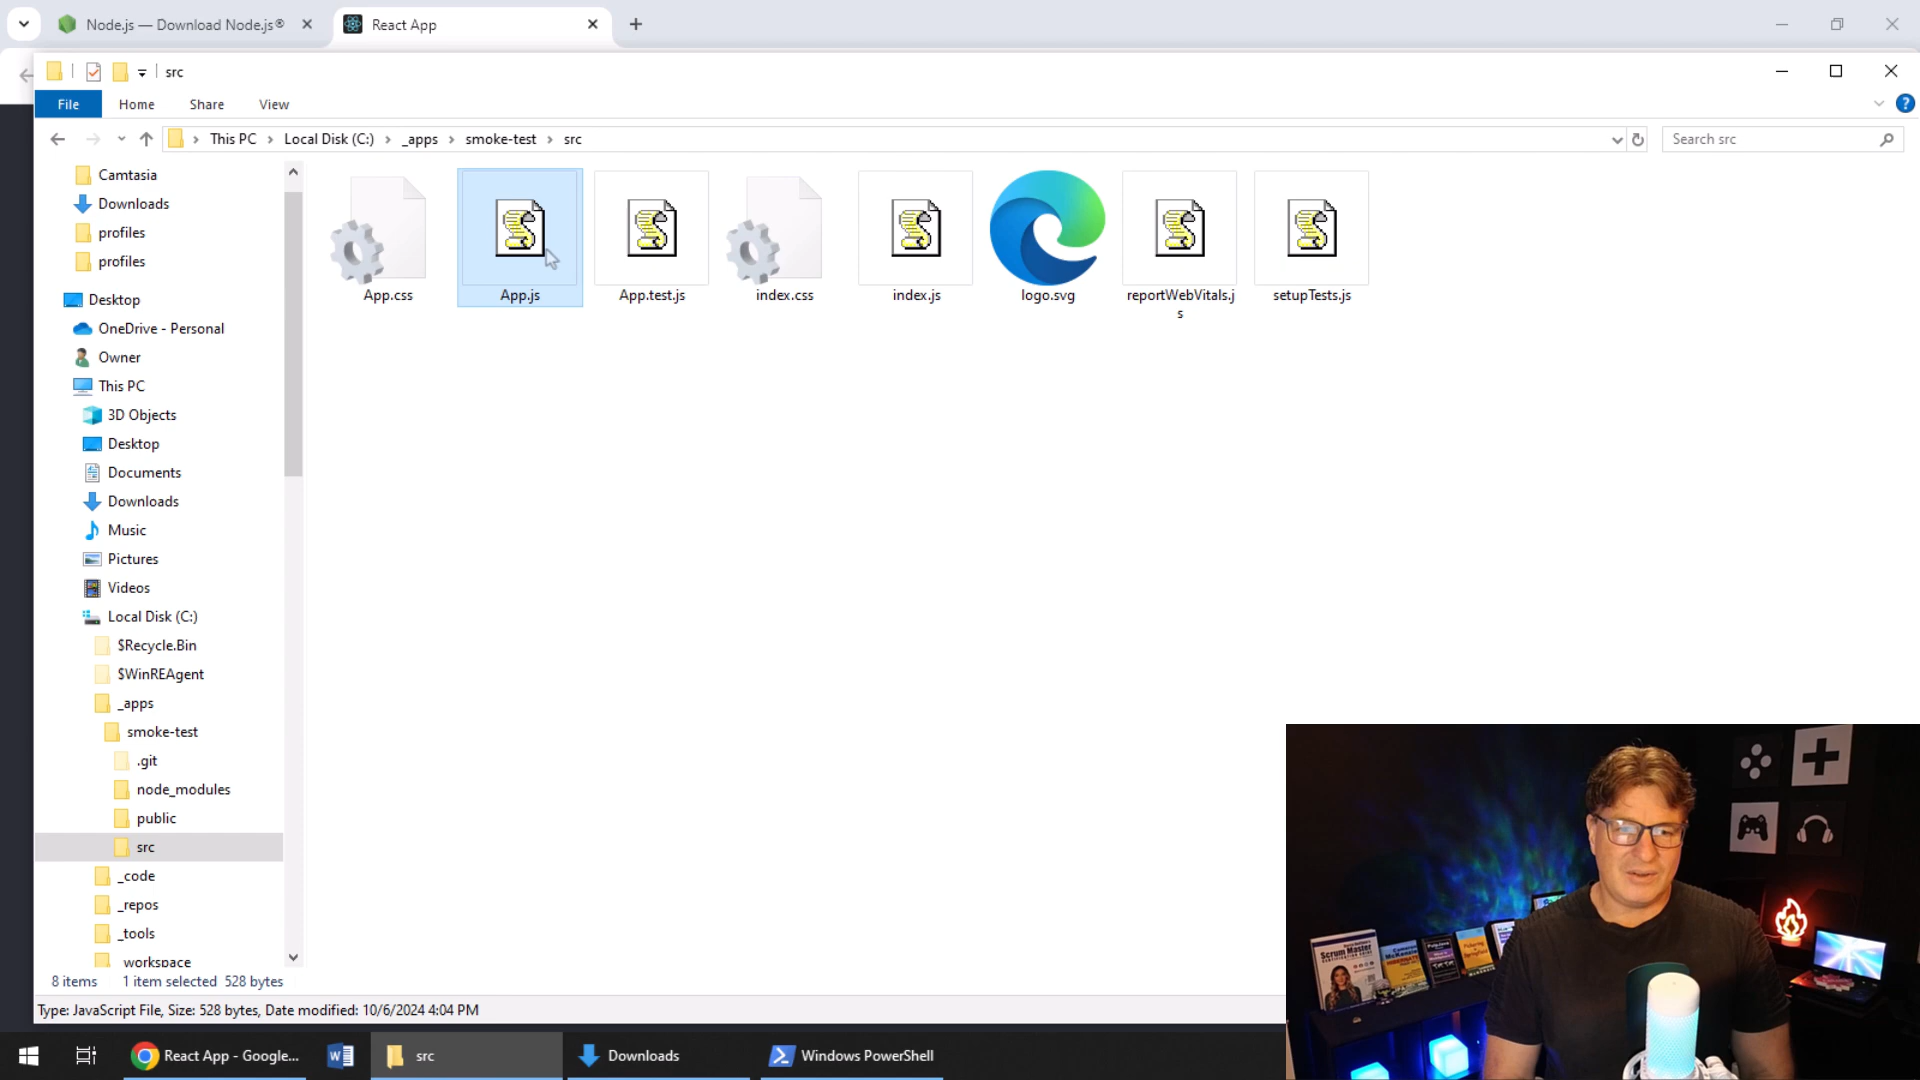 Node.js — Download Node.js®
React App
src
File
Home
Share
View
This PC
Local Disk (C:)
_apps
smoke-test
src
Search src
Camtasia
Downloads
profiles
profiles
Desktop
OneDrive - Personal
Owner
This PC
3D Objects
Desktop
Documents
Downloads
Music
Pictures
Videos
Local Disk (C:)
$Recycle.Bin
$WinREAgent
_apps
smoke-test
.git
node_modules
public
src
_code
_repos
_tools
workspace
App.css
App.js
App.test.js
index.css
index.js
logo.svg
reportWebVitals.j
s
setupTests.js
8 items
1 item selected 528 bytes
Type: JavaScript File, Size: 528 bytes, Date modified: 10/6/2024 4:04 PM
React App - Google...
src
Downloads
Windows PowerShell
Scrum Master